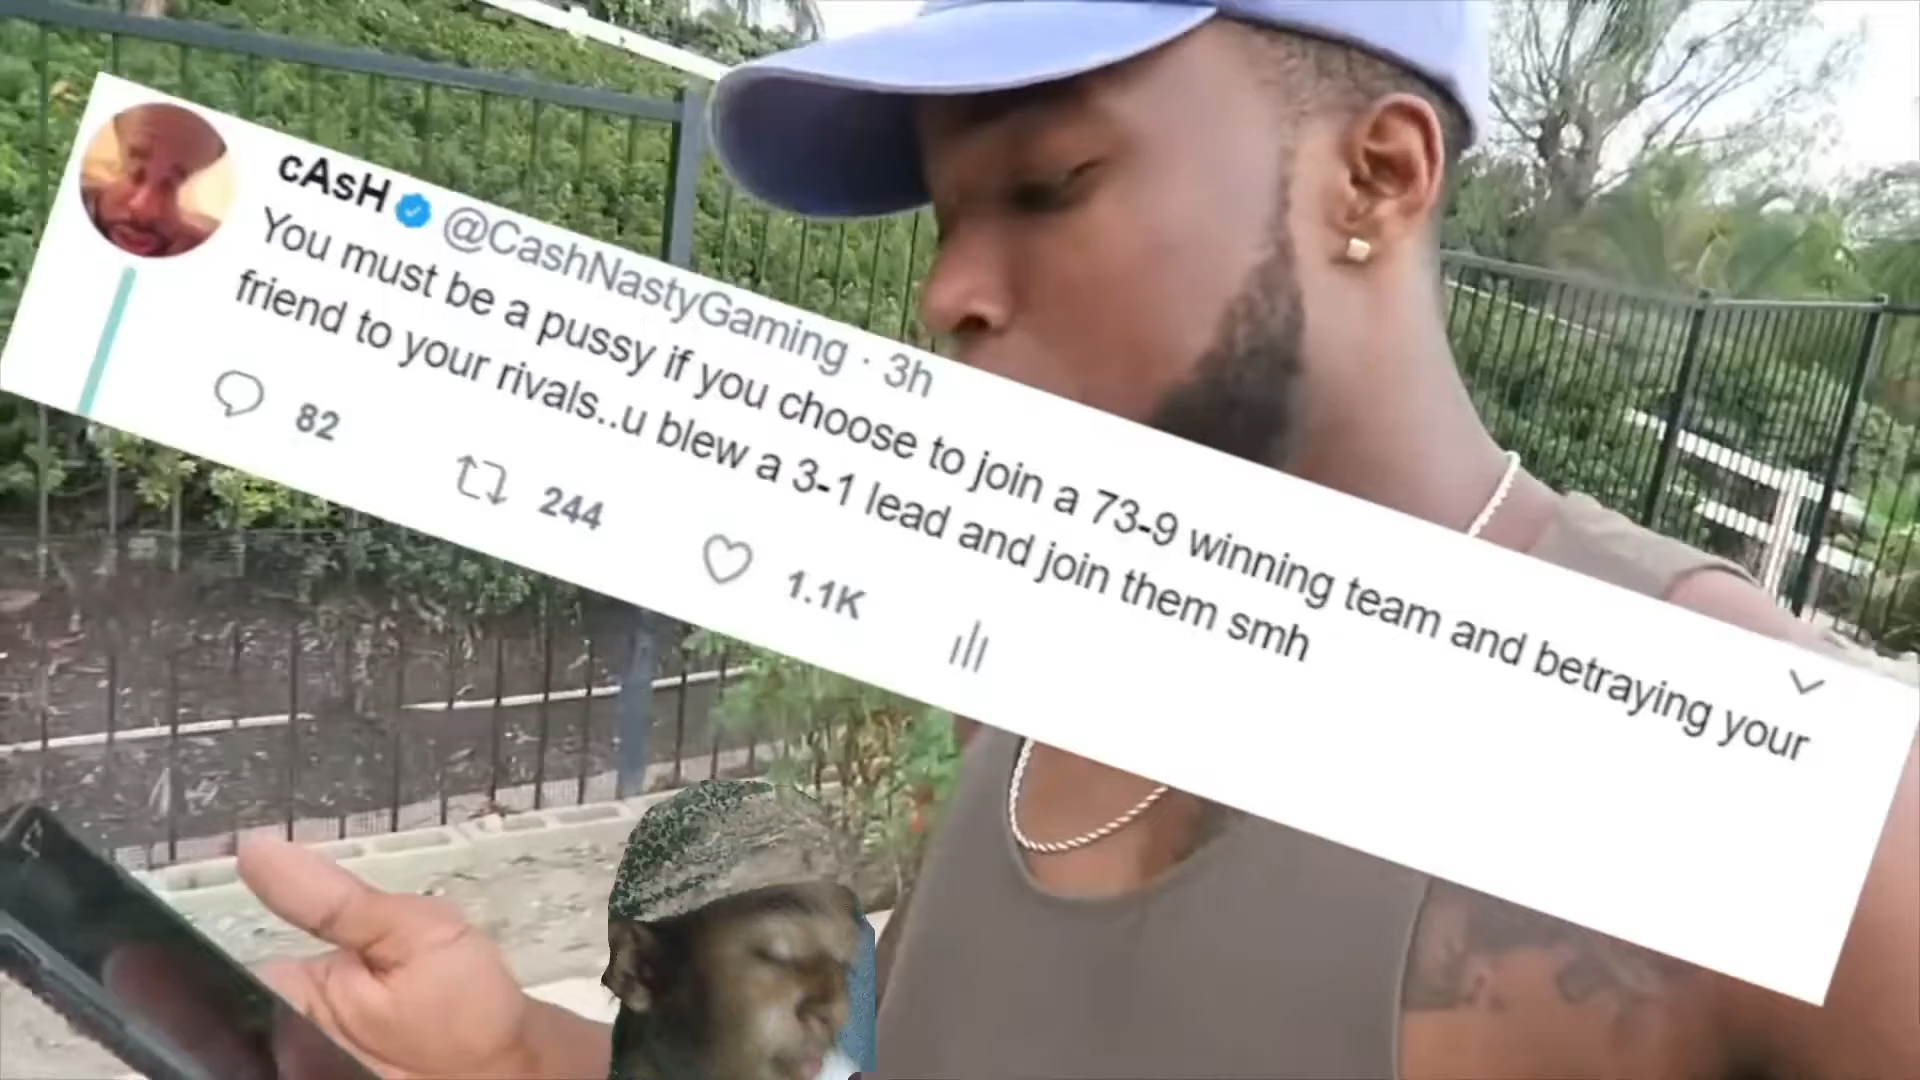 cAsH @CashNastyGaming · 3h
You must be a pussy if you choose to join a 73-9 winning team and betraying your
friend to your rivals..u blew a 3-1 lead and join them smh
82 244 1.1K